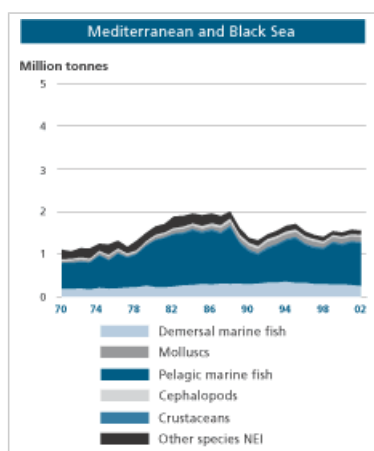 Mediterranean and Black Sea
Million tonnes
5
4
3
2
1
0
70 74 78 82 86 90 94 98 02
Demersal marine fish
Molluscs
Pelagic marine fish
Cephalopods
Crustaceans
Other species NEI